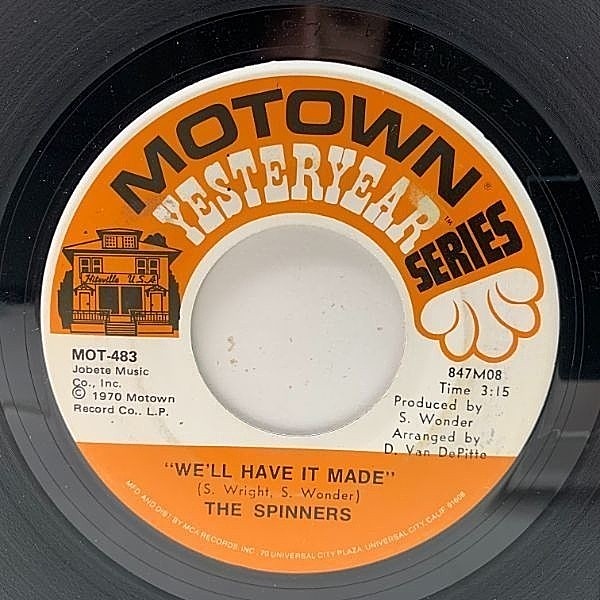 MOTOWN®
YESTERYEAR™
SERIES
Hitsville U.S.A.
MOT-483
Jobete Music
Co., Inc.
© 1970 Motown
Record Co., L.P.
847M08
Time 3:15
Produced by
S. Wonder
Arranged by
D. Van DePitte
"WE'LL HAVE IT MADE"
(S. Wright, S. Wonder)
THE SPINNERS
MFD. AND DIST. BY MCA RECORDS INC. 70 UNIVERSAL CITY PLAZA, UNIVERSAL CITY, CALIF. 91608